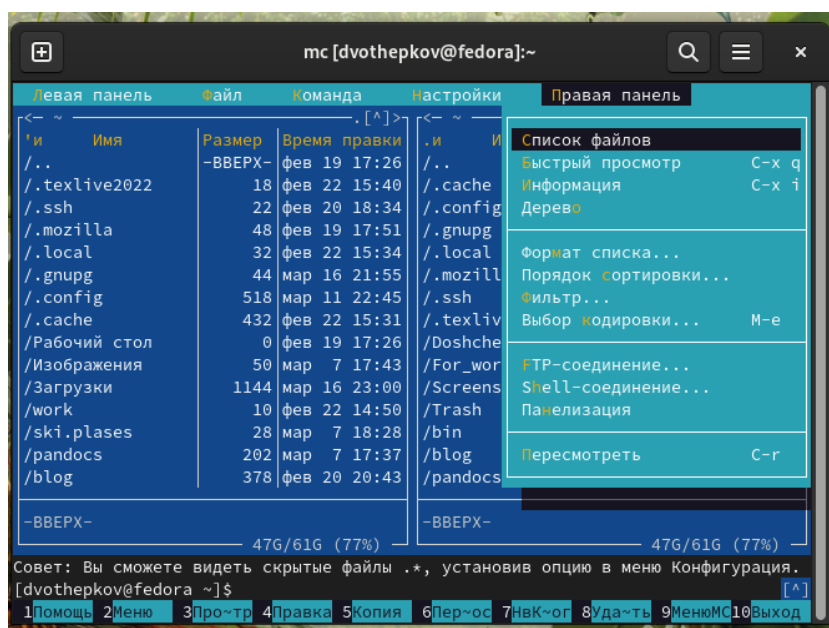 mc [dvothepkov@fedora]:~
Левая панель Файл Команда Настройки Правая панель
<— ~ .[^]> <— ~
'и Имя Размер Время правки .и И Список файлов
/.. -ВВЕРХ- фев 19 17:26 /.. Быстрый просмотр C-x q
/.texlive2022 18 фев 22 15:40 /.cache Информация C-x i
/.ssh 22 фев 20 18:34 /.config Дерево
/.mozilla 48 фев 19 17:51 /.gnupg
/.local 32 фев 22 15:34 /.local Формат списка...
/.gnupg 44 мар 16 21:55 /.mozill Порядок сортировки...
/.config 518 мар 11 22:45 /.ssh Фильтр...
/.cache 432 фев 22 15:31 /.texliv Выбор кодировки... M-e
/Рабочий стол 0 фев 19 17:26 /Doshche
/Изображения 50 мар 7 17:43 /For_wor FTP-соединение...
/Загрузки 1144 мар 16 23:00 /Screens Shell-соединение...
/work 10 фев 22 14:50 /Trash Панелизация
/ski.plases 28 мар 7 18:28 /bin
/pandocs 202 мар 7 17:37 /blog Пересмотреть C-r
/blog 378 фев 20 20:43 /pandocs
-ВВЕРХ- -ВВЕРХ-
47G/61G (77%) 47G/61G (77%)
Совет: Вы сможете видеть скрытые файлы .*, установив опцию в меню Конфигурация.
[dvothepkov@fedora ~]$ [^]
1Помощь 2Меню 3Про~тр 4Правка 5Копия 6Пер~ос 7НвК~ог 8Уда~ть 9МенюМС 10Выход